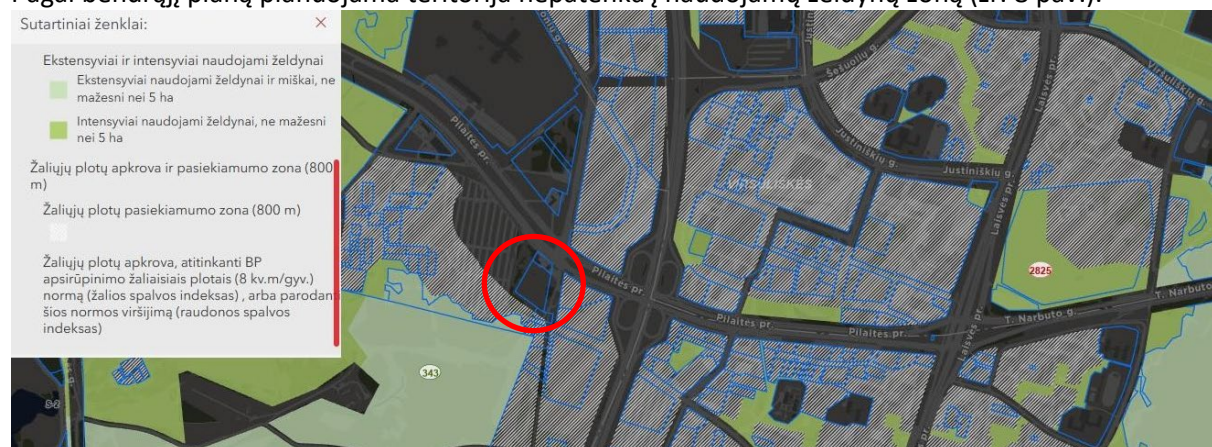 Pagal bendrąjį planą planuojama teritorija nepatenka į naudojamų želdynų zoną (žr. 8 pav.).
Sutartiniai ženklai:
Ekstensyviai ir intensyviai naudojami želdynai
Ekstensyviai naudojami želdynai ir miškai, ne
mažesni nei 5 ha
Intensyviai naudojami želdynai, ne mažesni
nei 5 ha
Žaliųjų plotų apkrova ir pasiekiamumo zona (800
m)
Žaliųjų plotų pasiekiamumo zona (800 m)
Žaliųjų plotų apkrova, atitinkanti BP
apsirūpinimo žaliaisiais plotais (8 kv.m/gyv.)
normą (žalios spalvos indeksas) , arba parodanti
šios normos viršijimą (raudonos spalvos
indeksas)
Šešuolių g.
Laisvės pr.
Viršuliškių g.
Pilaitės pr.
Justiniškių g.
Justiniškių g.
VIRŠULIŠKĖS
Laisvės pr.
2825
Pilaitės pr.
T. Narbuto
T. Narbuto g.
Pilaitės pr.
Pilaitės pr.
Laisvės pr.
343